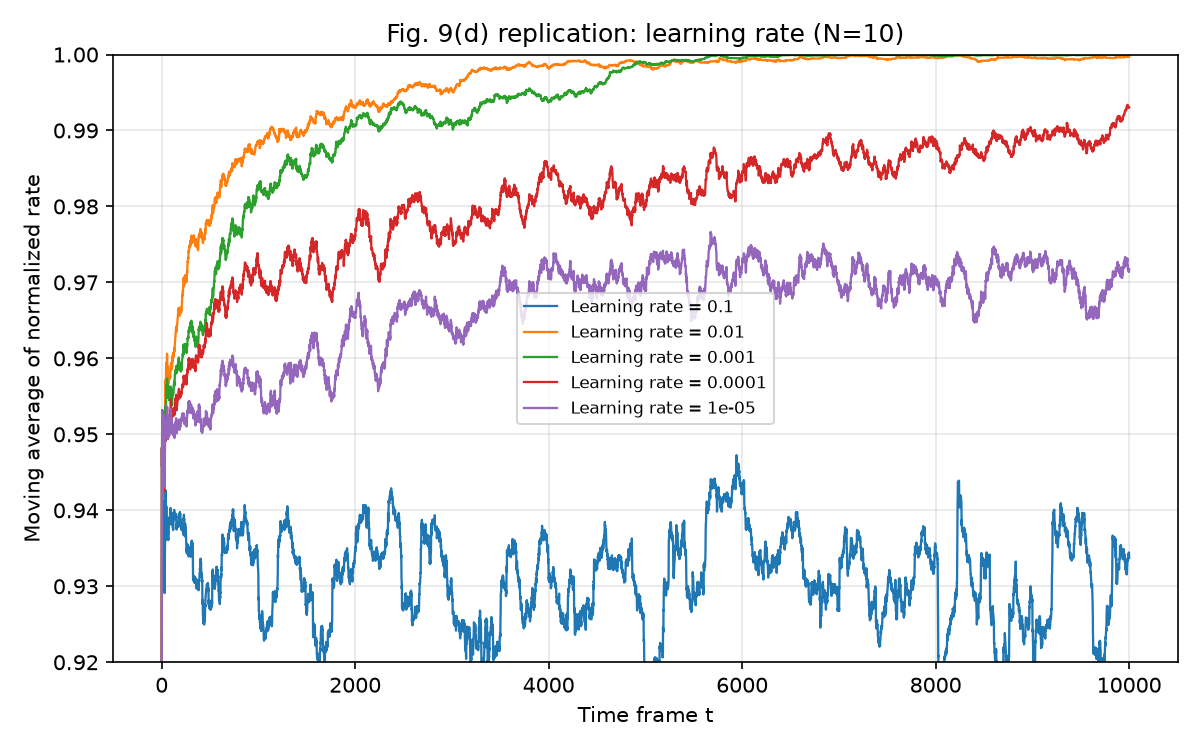 Fig. 9(d) replication: learning rate (N=10)
Moving average of normalized rate
1.00
0.99
0.98
0.97
0.96
0.95
0.94
0.93
0.92
Learning rate = 0.1
Learning rate = 0.01
Learning rate = 0.001
Learning rate = 0.0001
Learning rate = 1e-05
0 2000 4000 6000 8000 10000
Time frame t